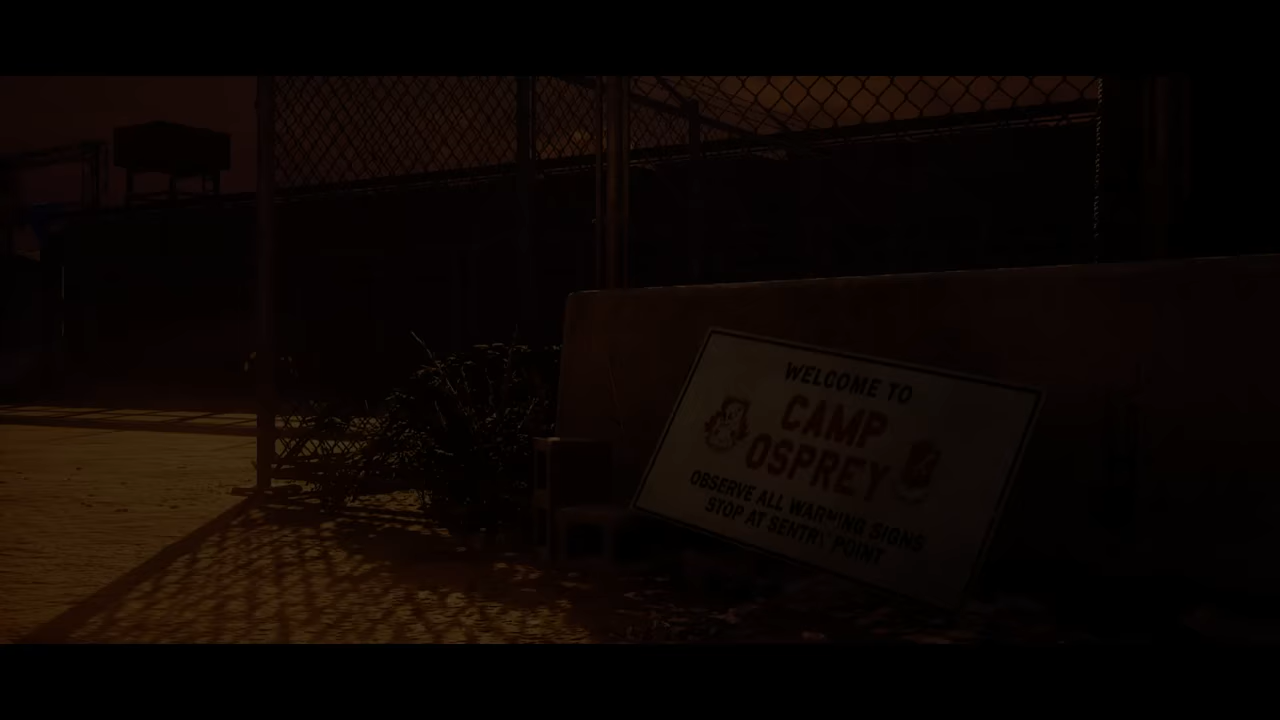 WELCOME TO
CAMP
OSPREY
OBSERVE ALL WARNING SIGNS
STOP AT SENTRY POINT